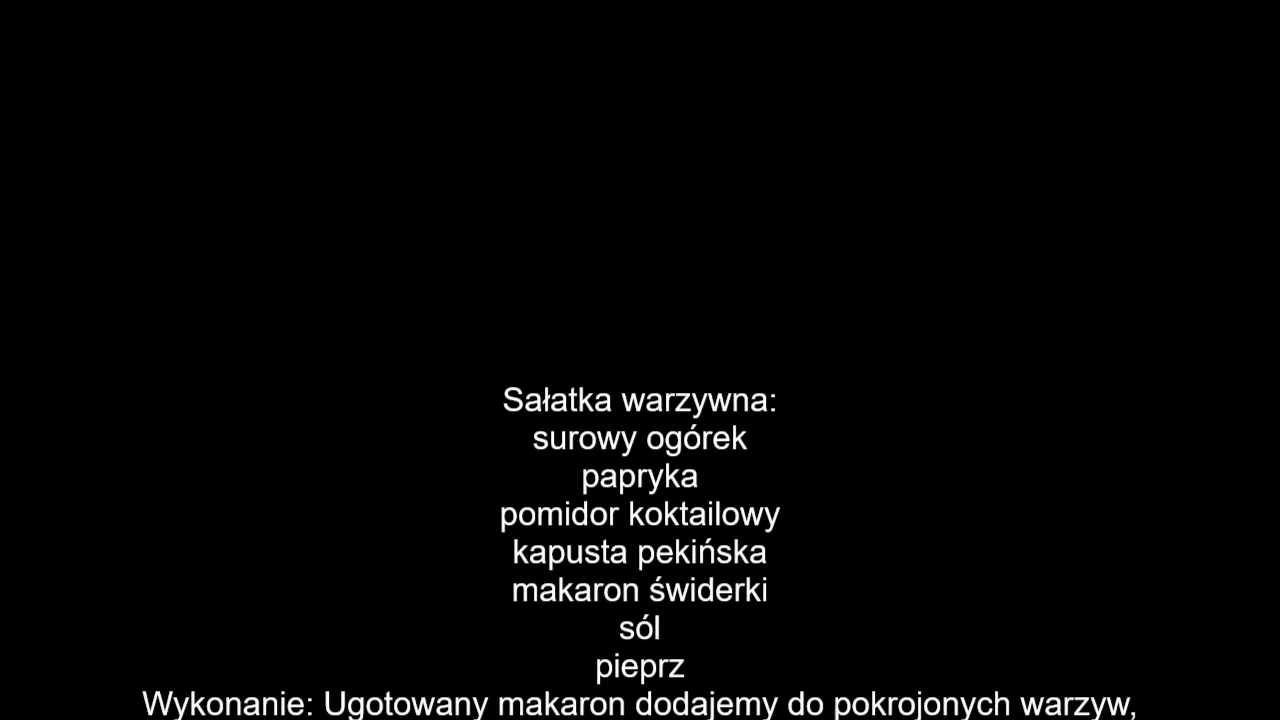 Sałatka warzywna:
surowy ogórek
papryka
pomidor koktailowy
kapusta pekińska
makaron świderki
sól
pieprz
Wykonanie: Ugotowany makaron dodajemy do pokrojonych warzyw,